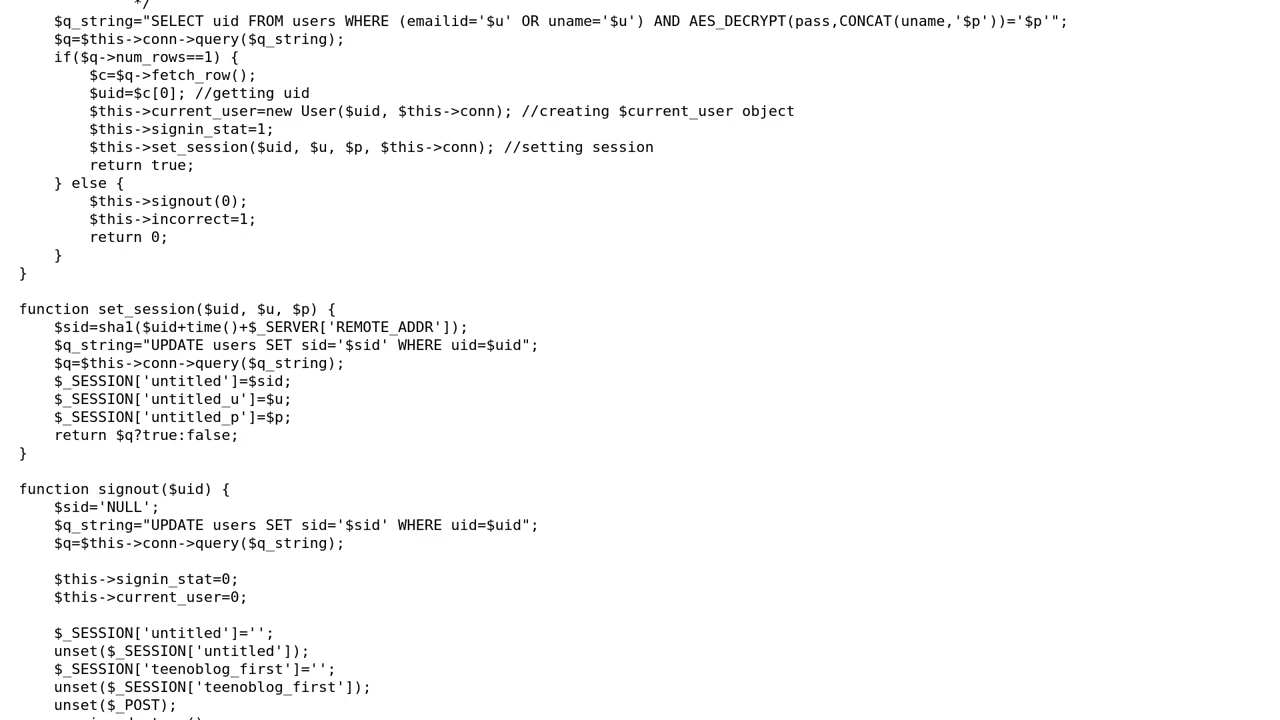 */
$q_string="SELECT uid FROM users WHERE (emailid='$u' OR uname='$u') AND AES_DECRYPT(pass,CONCAT(uname,'$p'))='$p'";
$q=$this->conn->query($q_string);
if($q->num_rows==1) {
$c=$q->fetch_row();
$uid=$c[0]; //getting uid
$this->current_user=new User($uid, $this->conn); //creating $current_user object
$this->signin_stat=1;
$this->set_session($uid, $u, $p, $this->conn); //setting session
return true;
} else {
$this->signout(0);
$this->incorrect=1;
return 0;
}
}
function set_session($uid, $u, $p) {
$sid=sha1($uid+time()+$_SERVER['REMOTE_ADDR']);
$q_string="UPDATE users SET sid='$sid' WHERE uid=$uid";
$q=$this->conn->query($q_string);
$_SESSION['untitled']=$sid;
$_SESSION['untitled_u']=$u;
$_SESSION['untitled_p']=$p;
return $q?true:false;
}
function signout($uid) {
$sid='NULL';
$q_string="UPDATE users SET sid='$sid' WHERE uid=$uid";
$q=$this->conn->query($q_string);
$this->signin_stat=0;
$this->current_user=0;
$_SESSION['untitled']='';
unset($_SESSION['untitled']);
$_SESSION['teenoblog_first']='';
unset($_SESSION['teenoblog_first']);
unset($_POST);